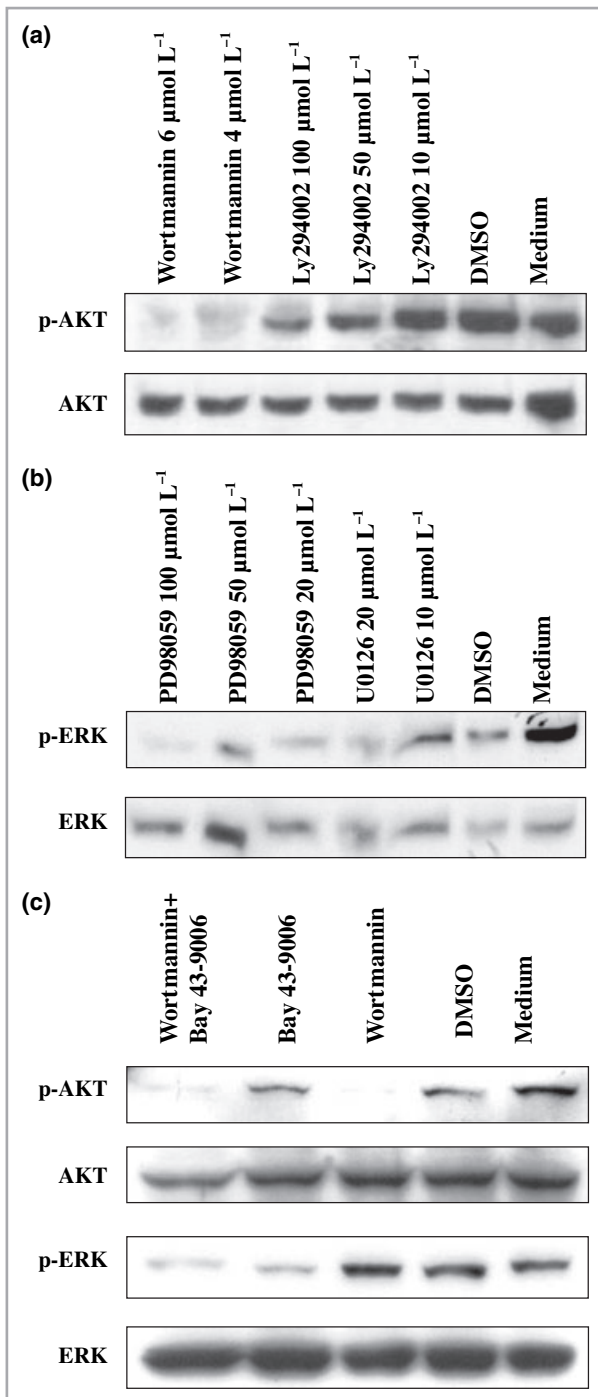 (a)
Wortmannin 6 µmol L−1
Wortmannin 4 µmol L−1
Ly294002 100 µmol L−1
Ly294002 50 µmol L−1
Ly294002 10 µmol L−1
DMSO
Medium
p-AKT
AKT
(b)
PD98059 100 µmol L−1
PD98059 50 µmol L−1
PD98059 20 µmol L−1
U0126 20 µmol L−1
U0126 10 µmol L−1
DMSO
Medium
p-ERK
ERK
(c)
Wortmannin+
Bay 43-9006
Bay 43-9006
Wortmannin
DMSO
Medium
p-AKT
AKT
p-ERK
ERK